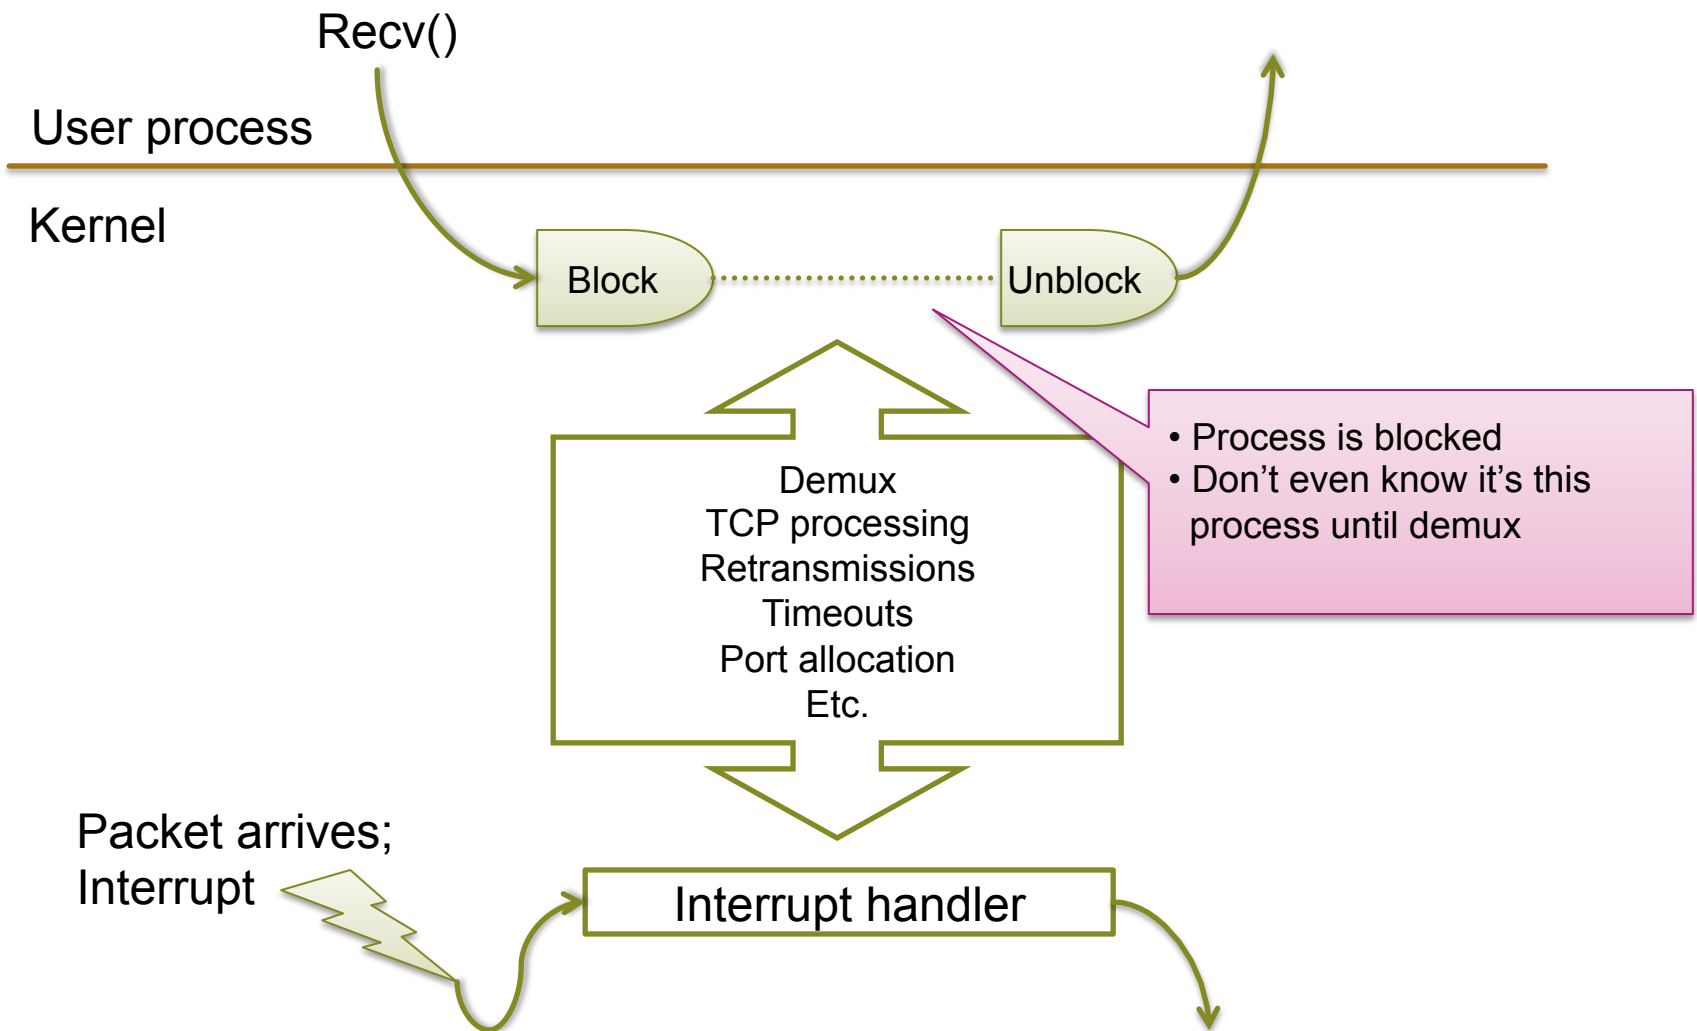 Recv()
User process
Kernel
Block
Unblock
• Process is blocked
• Don’t even know it’s this
process until demux
Demux
TCP processing
Retransmissions
Timeouts
Port allocation
Etc.
Packet arrives;
Interrupt
Interrupt handler